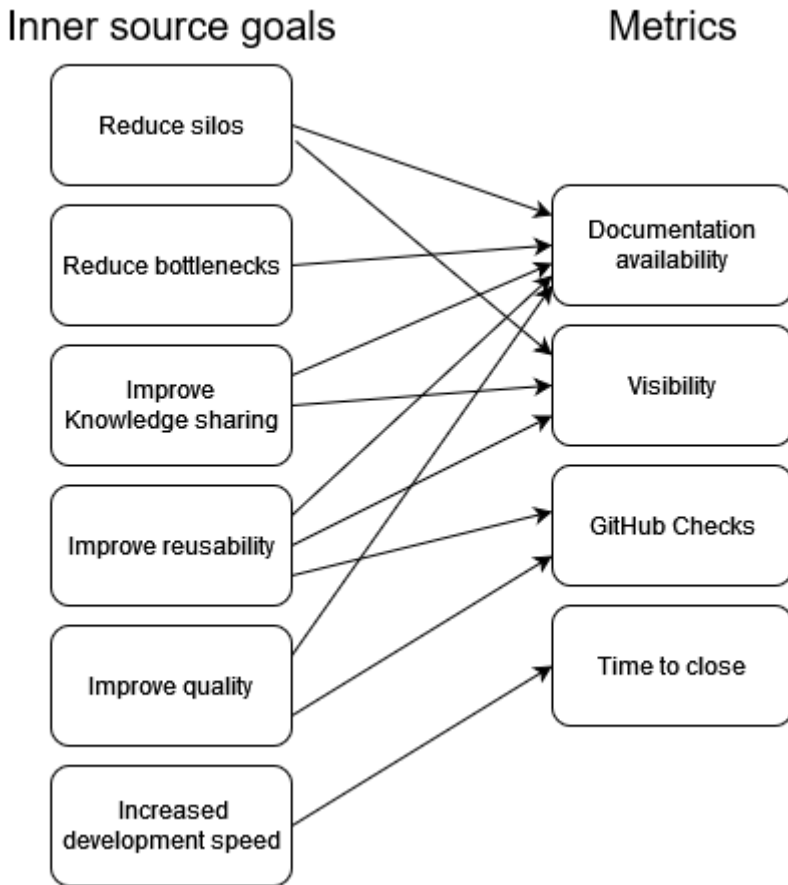 Inner source goals
Metrics
Reduce silos
Reduce bottlenecks
Improve
Knowledge sharing
Improve reusability
Improve quality
Increased
development speed
Documentation
availability
Visibility
GitHub Checks
Time to close